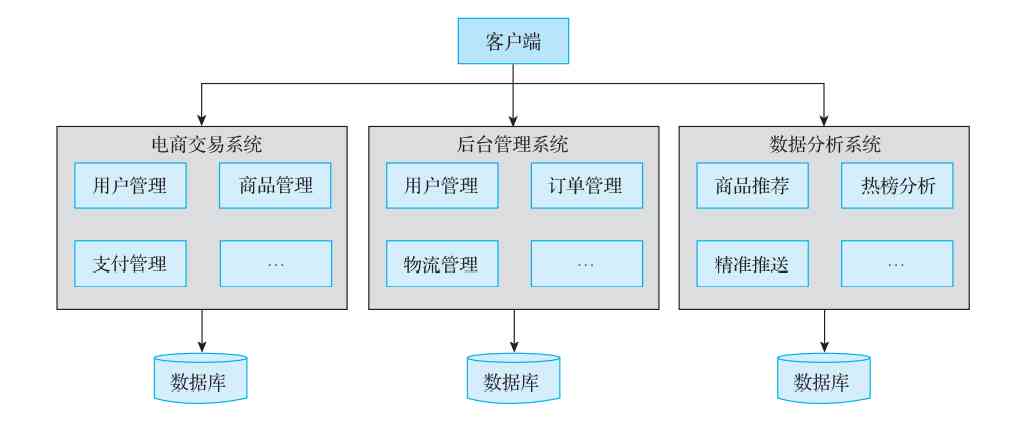 客户端
电商交易系统
用户管理
商品管理
支付管理
…
后台管理系统
用户管理
订单管理
物流管理
…
数据分析系统
商品推荐
热榜分析
精准推送
…
数据库
数据库
数据库